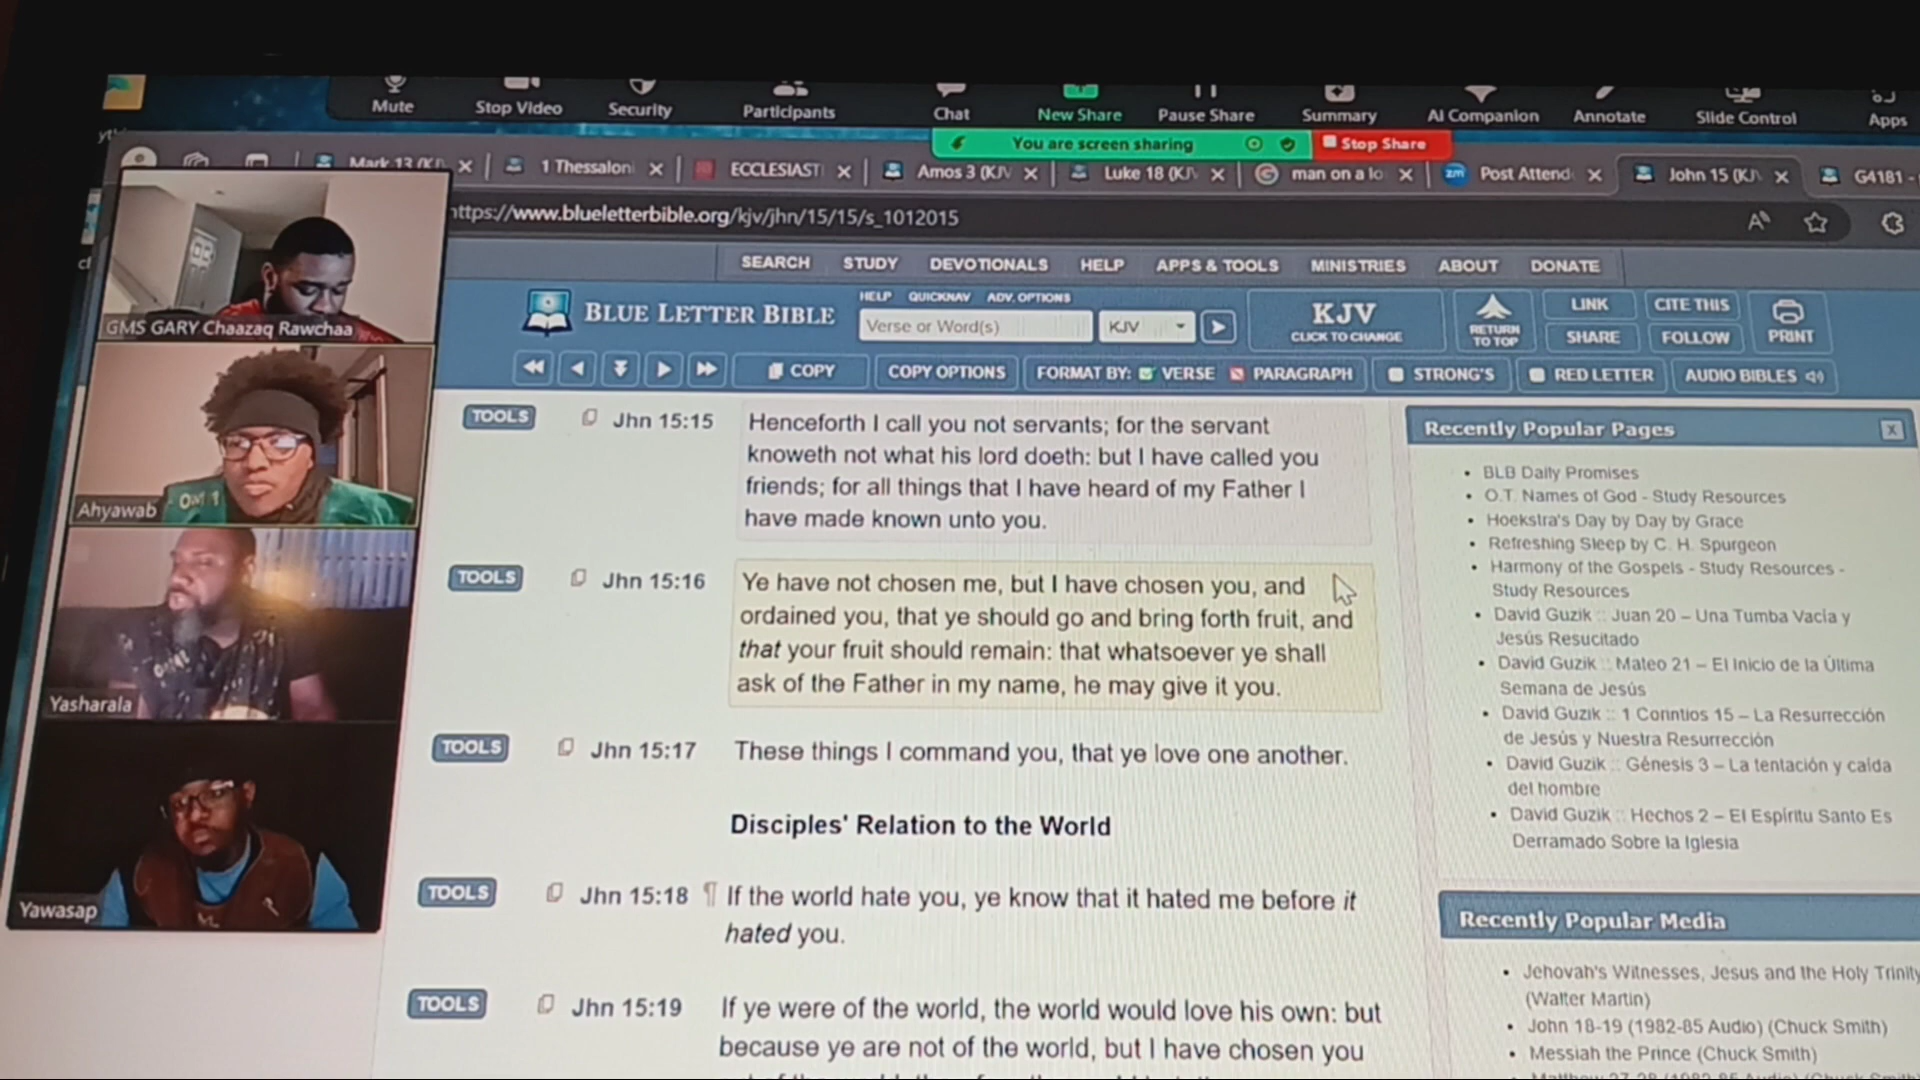 Mute
Stop Video
Security
Participants
Chat
New Share
Pause Share
Summary
AI Companion
Annotate
Slide Control
Apps
You are screen sharing
Stop Share
Mark 13 (KJ
1 Thessaloni
ECCLESIAST
Amos 3 (KJV
Luke 18 (KJV
man on a lo
Post Attend
John 15 (KJV
G4181 -
https://www.blueletterbible.org/kjv/jhn/15/15/s_1012015
SEARCH STUDY DEVOTIONALS HELP APPS & TOOLS MINISTRIES ABOUT DONATE
BLUE LETTER BIBLE
HELP QUICKNAV ADV. OPTIONS
Verse or Word(s)
KJV
KJV
CLICK TO CHANGE
RETURN
TO TOP
LINK
CITE THIS
SHARE
FOLLOW
PRINT
COPY
COPY OPTIONS
FORMAT BY: VERSE PARAGRAPH
STRONG'S
RED LETTER
AUDIO BIBLES
GMS GARY Chaazaq Rawchaa
Ahyawab
Yasharala
Yawasap
TOOLS Jhn 15:15 Henceforth I call you not servants; for the servant
knoweth not what his lord doeth: but I have called you
friends; for all things that I have heard of my Father I
have made known unto you.
TOOLS Jhn 15:16 Ye have not chosen me, but I have chosen you, and
ordained you, that ye should go and bring forth fruit, and
that your fruit should remain: that whatsoever ye shall
ask of the Father in my name, he may give it you.
TOOLS Jhn 15:17 These things I command you, that ye love one another.
Disciples' Relation to the World
TOOLS Jhn 15:18 ¶ If the world hate you, ye know that it hated me before it
hated you.
TOOLS Jhn 15:19 If ye were of the world, the world would love his own: but
because ye are not of the world, but I have chosen you
Recently Popular Pages
• BLB Daily Promises
• O.T. Names of God - Study Resources
• Hoekstra's Day by Day by Grace
• Refreshing Sleep by C. H. Spurgeon
• Harmony of the Gospels - Study Resources -
Study Resources
• David Guzik :: Juan 20 – Una Tumba Vacía y
Jesús Resucitado
• David Guzik :: Mateo 21 – El Inicio de la Última
Semana de Jesús
• David Guzik :: 1 Corintios 15 – La Resurrección
de Jesús y Nuestra Resurrección
• David Guzik :: Génesis 3 – La tentación y caída
del hombre
• David Guzik :: Hechos 2 – El Espíritu Santo Es
Derramado Sobre la Iglesia
Recently Popular Media
• Jehovah's Witnesses, Jesus and the Holy Trinity
(Walter Martin)
• John 18-19 (1982-85 Audio) (Chuck Smith)
• Messiah the Prince (Chuck Smith)